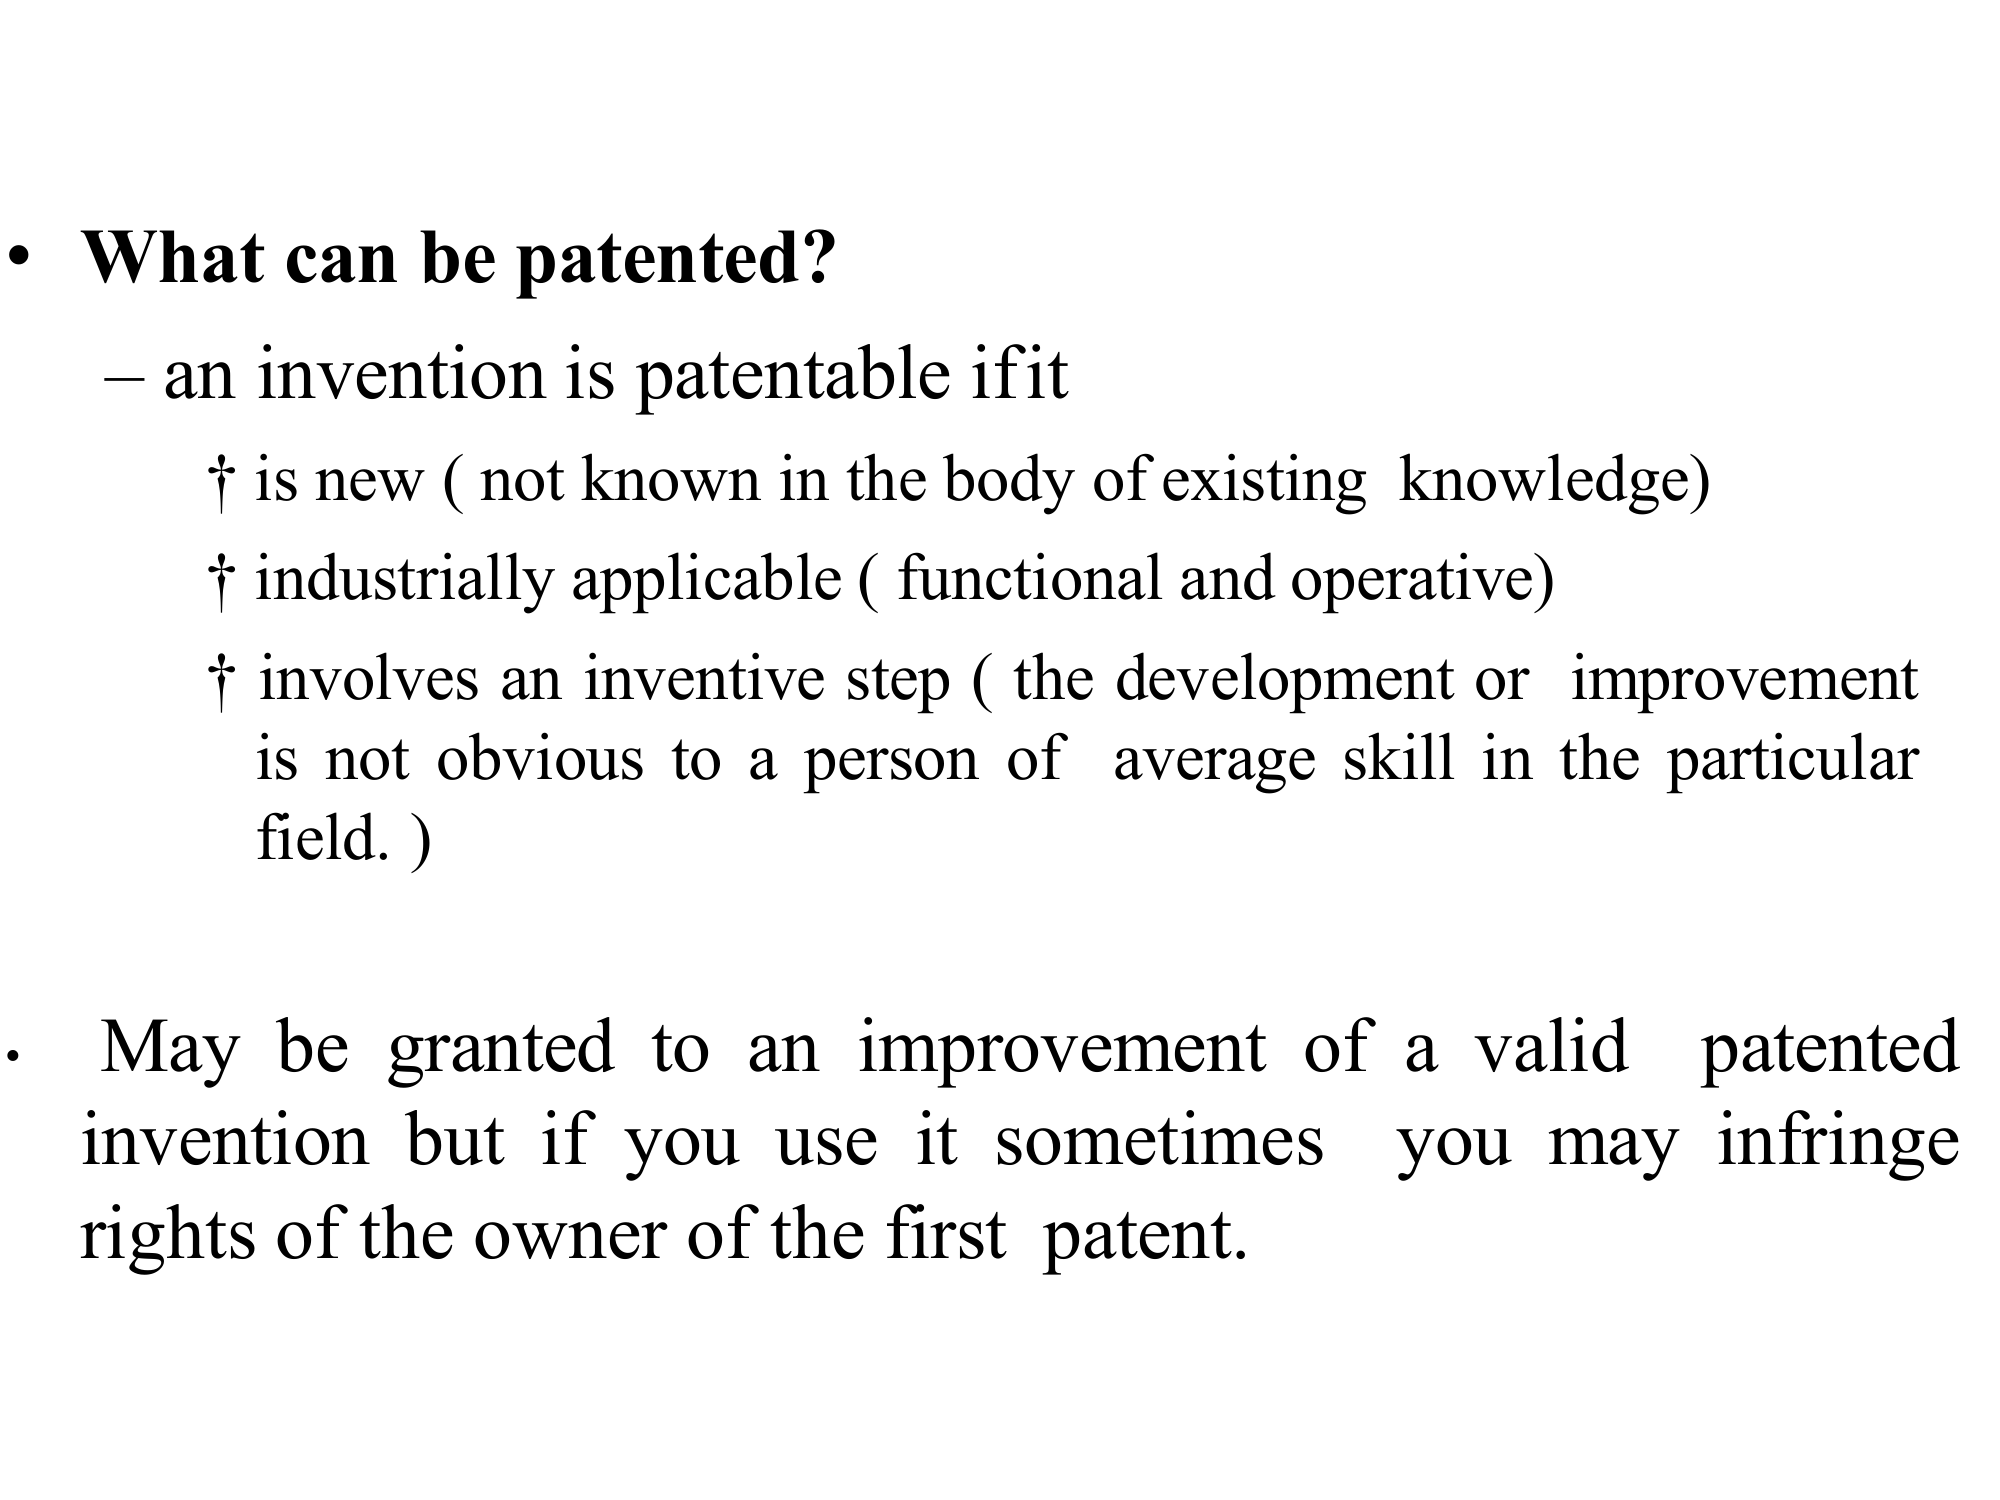 • What can be patented?
– an invention is patentable if it
† is new ( not known in the body of existing knowledge)
† industrially applicable ( functional and operative)
† involves an inventive step ( the development or improvement
is not obvious to a person of average skill in the particular
field. )
• May be granted to an improvement of a valid patented
invention but if you use it sometimes you may infringe
rights of the owner of the first patent.